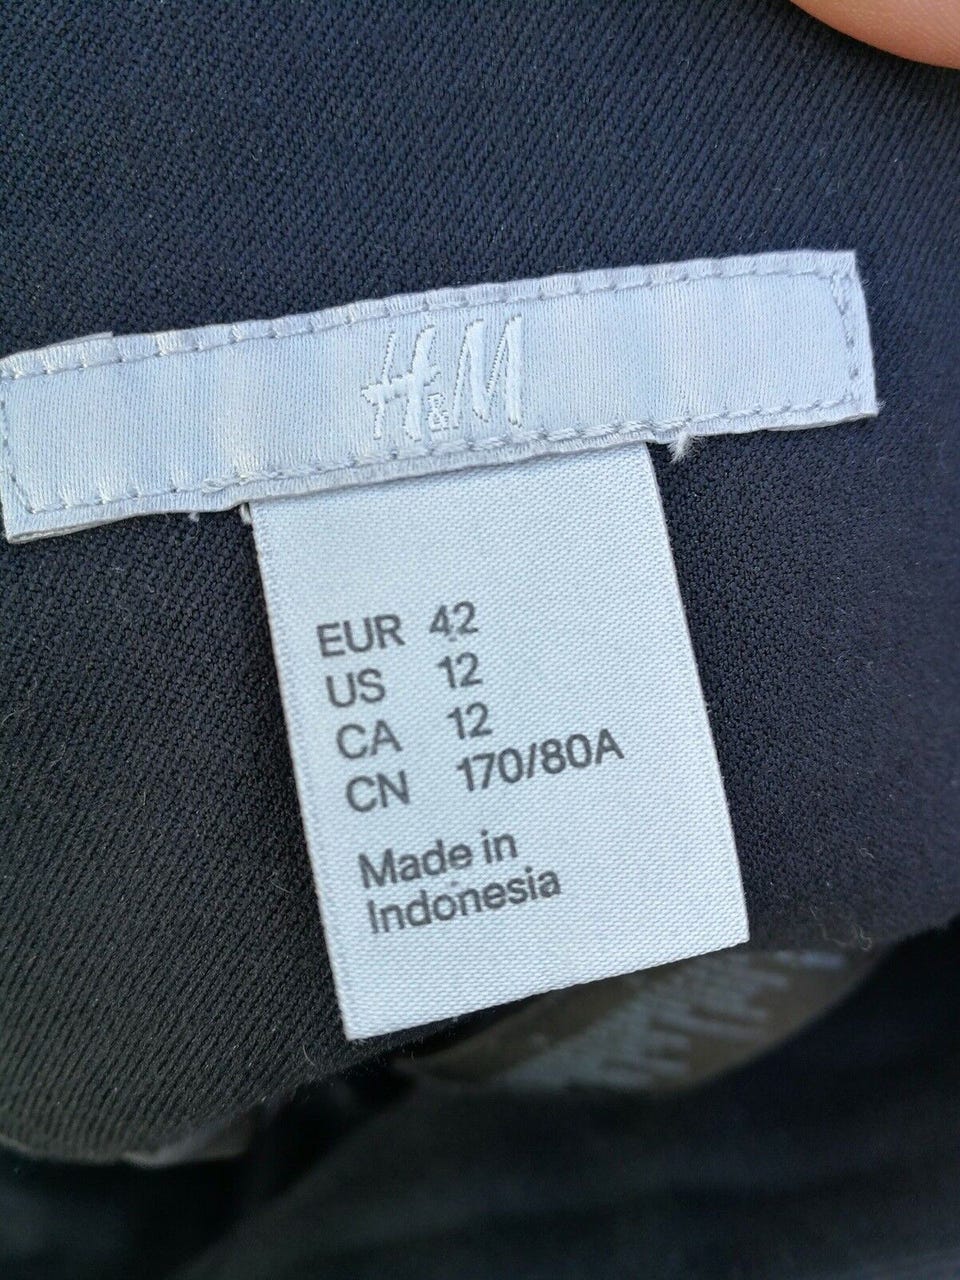 H&M
EUR 42
US 12
CA 12
CN 170/80A
Made in
Indonesia